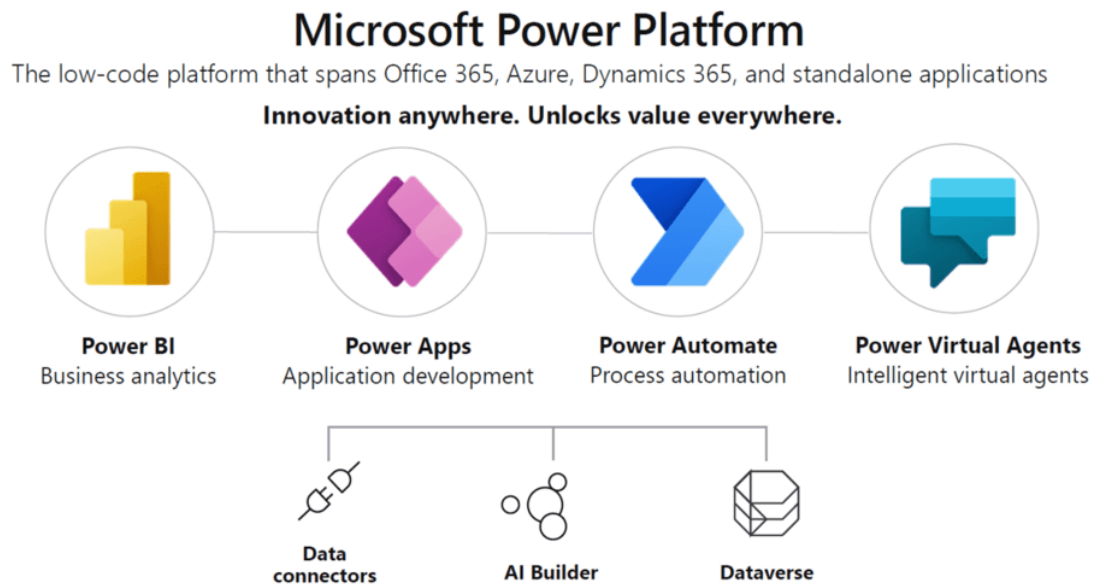 Microsoft Power Platform
The low-code platform that spans Office 365, Azure, Dynamics 365, and standalone applications
Innovation anywhere. Unlocks value everywhere.
Power BI
Business analytics
Power Apps
Application development
Power Automate
Process automation
Power Virtual Agents
Intelligent virtual agents
Data
connectors
AI Builder
Dataverse